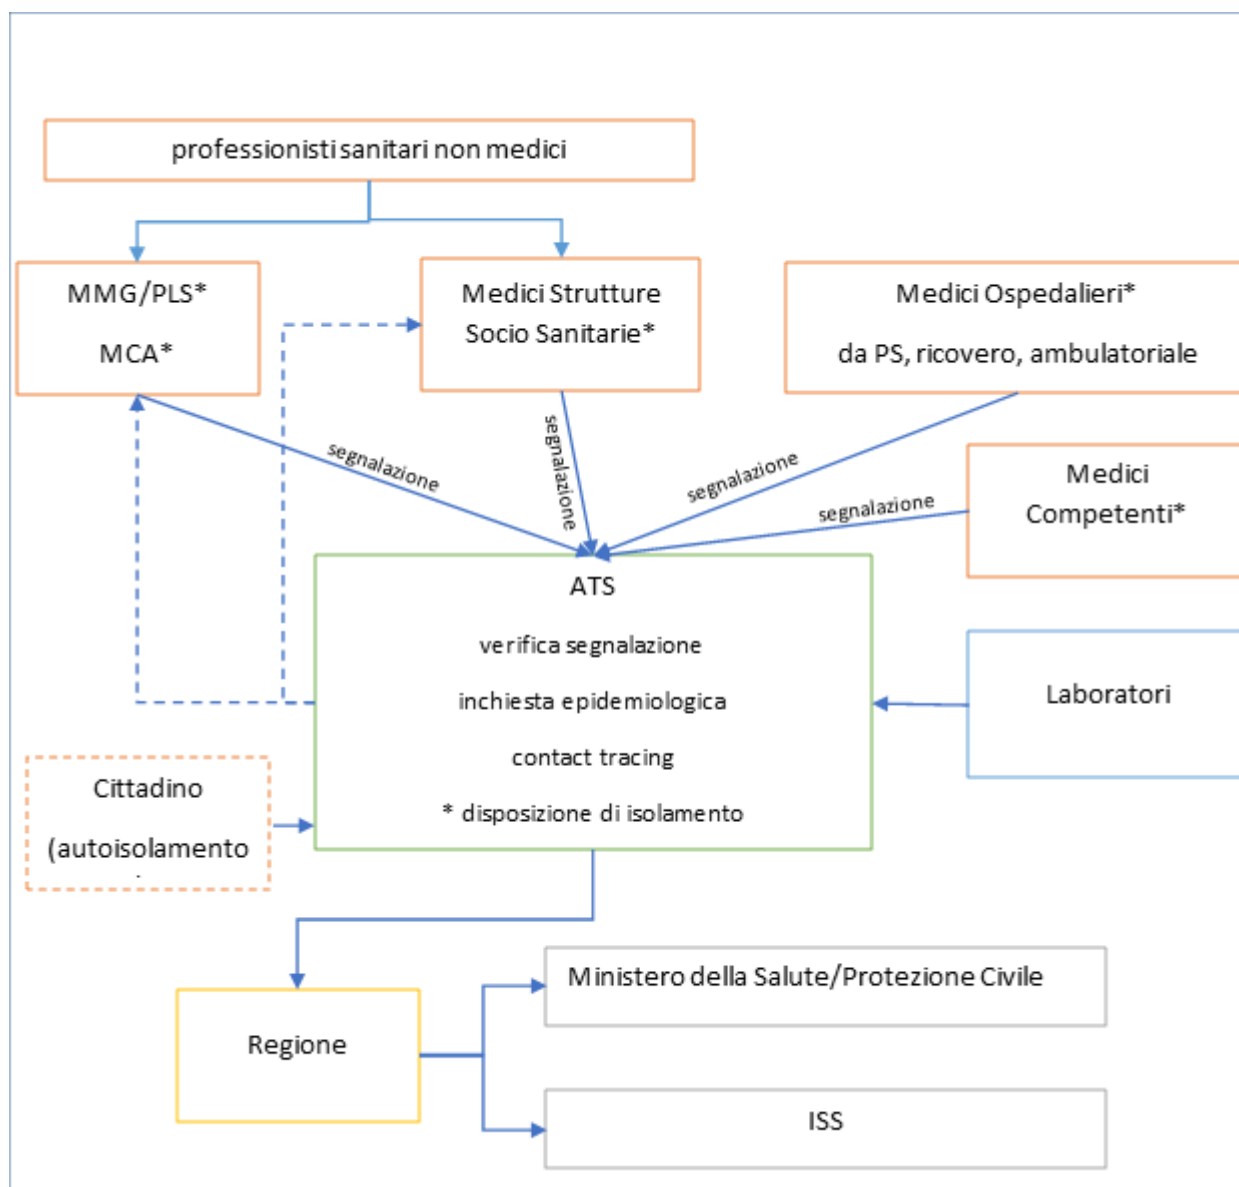 professionisti sanitari non medici
MMG/PLS*
MCA*
Medici Strutture
Socio Sanitarie*
Medici Ospedalieri*
da PS, ricovero, ambulatoriale
segnalazione
segnalazione
segnalazione
segnalazione
Medici
Competenti*
ATS
verifica segnalazione
inchiesta epidemiologica
contact tracing
* disposizione di isolamento
Laboratori
Cittadino
(autoisolamento
Regione
Ministero della Salute/Protezione Civile
ISS